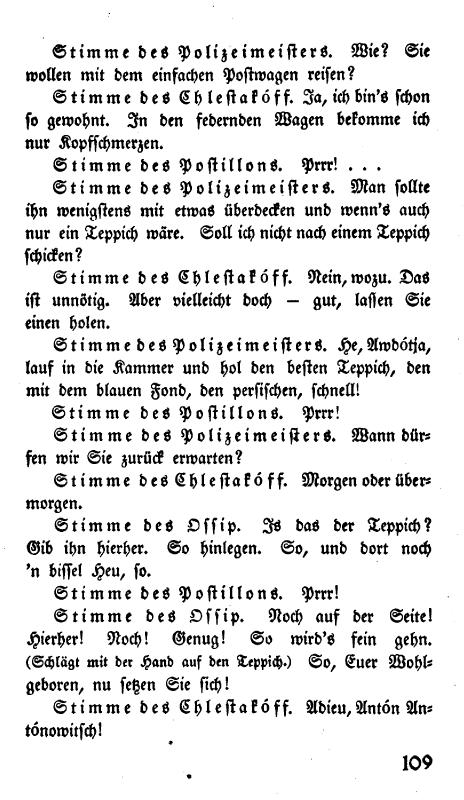 Stimme des Polizeimeisters. Wie? Sie
wollen mit dem einfachen Postwagen reisen?
Stimme des Chlestakóff. Ja, ich bin's schon
so gewohnt. In den federnden Wagen bekomme ich
nur Kopfschmerzen.
Stimme des Postillons. Prrr! . . .
Stimme des Polizeimeisters. Man sollte
ihn wenigstens mit etwas überdecken und wenn's auch
nur ein Teppich wäre. Soll ich nicht nach einem Teppich
schicken?
Stimme des Chlestakóff. Nein, wozu. Das
ist unnötig. Aber vielleicht doch — gut, lassen Sie
einen holen.
Stimme des Polizeimeisters. He, Awdótja,
lauf in die Kammer und hol den besten Teppich, den
mit dem blauen Fond, den persischen, schnell!
Stimme des Postillons. Prrr!
Stimme des Polizeimeisters. Wann dür-
fen wir Sie zurück erwarten?
Stimme des Chlestakóff. Morgen oder über-
morgen.
Stimme des Ossip. Is das der Teppich?
Gib ihn hierher. So hinlegen. So, und dort noch
'n bissel Heu, so.
Stimme des Postillons. Prrr!
Stimme des Ossip. Noch auf der Seite!
Hierher! Noch! Genug! So wird's fein gehn.
(Schlägt mit der Hand auf den Teppich.) So, Euer Wohl-
geboren, nu setzen Sie sich!
Stimme des Chlestakóff. Adieu, Antón An-
tónowitsch!
109